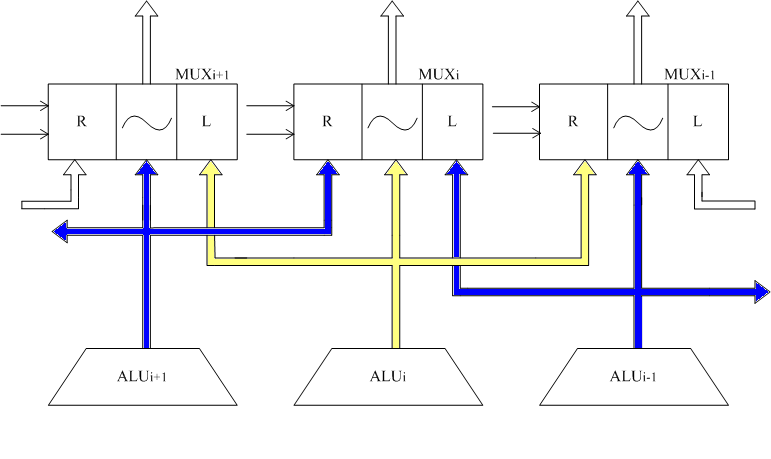 MUXi+1
MUXi
MUXi-1
R
L
R
L
R
L
ALUi+1
ALUi
ALUi-1